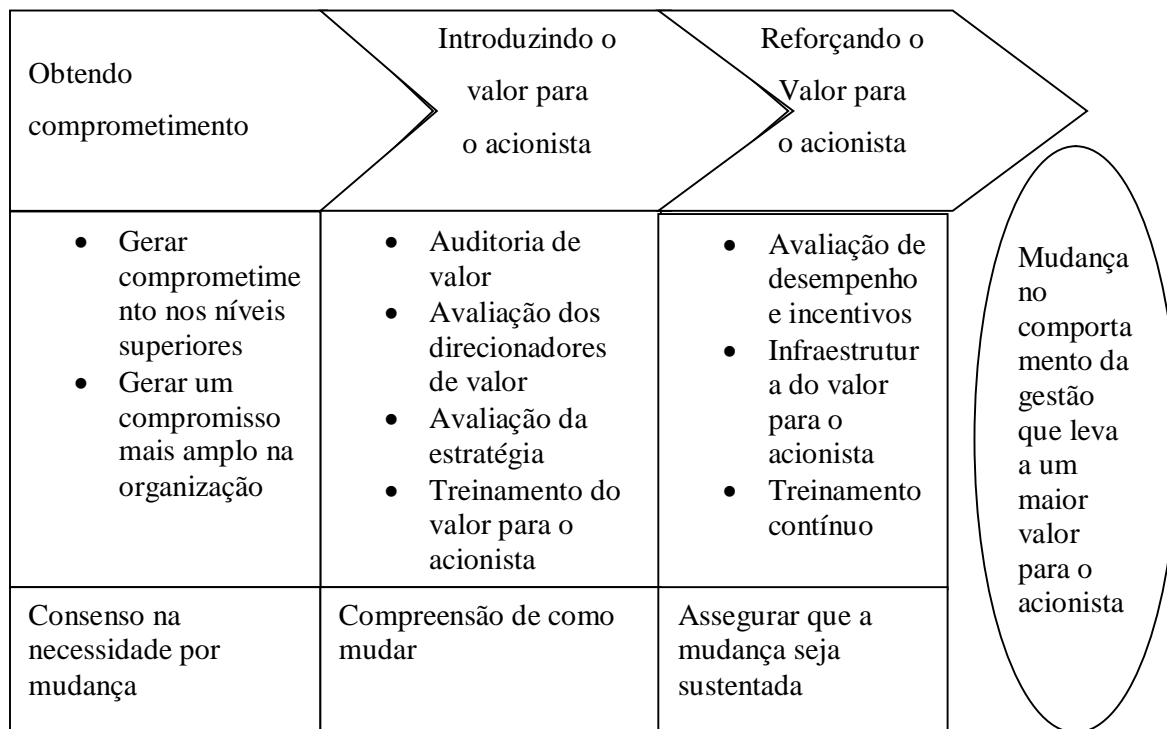 Obtendo
comprometimento
Introduzindo o
valor para
o acionista
Reforçando o
Valor para
o acionista
• Gerar
comprometime
nto nos níveis
superiores
• Gerar um
compromisso
mais amplo na
organização
• Auditoria de
valor
• Avaliação dos
direcionadores
de valor
• Avaliação da
estratégia
• Treinamento do
valor para o
acionista
• Avaliação de
desempenho
e incentivos
• Infraestrutur
a do valor
para o
acionista
• Treinamento
contínuo
Mudança
no
comporta
mento da
gestão
que leva
a um
maior
valor
para o
acionista
Consenso na
necessidade por
mudança
Compreensão de como
mudar
Assegurar que a
mudança seja
sustentada